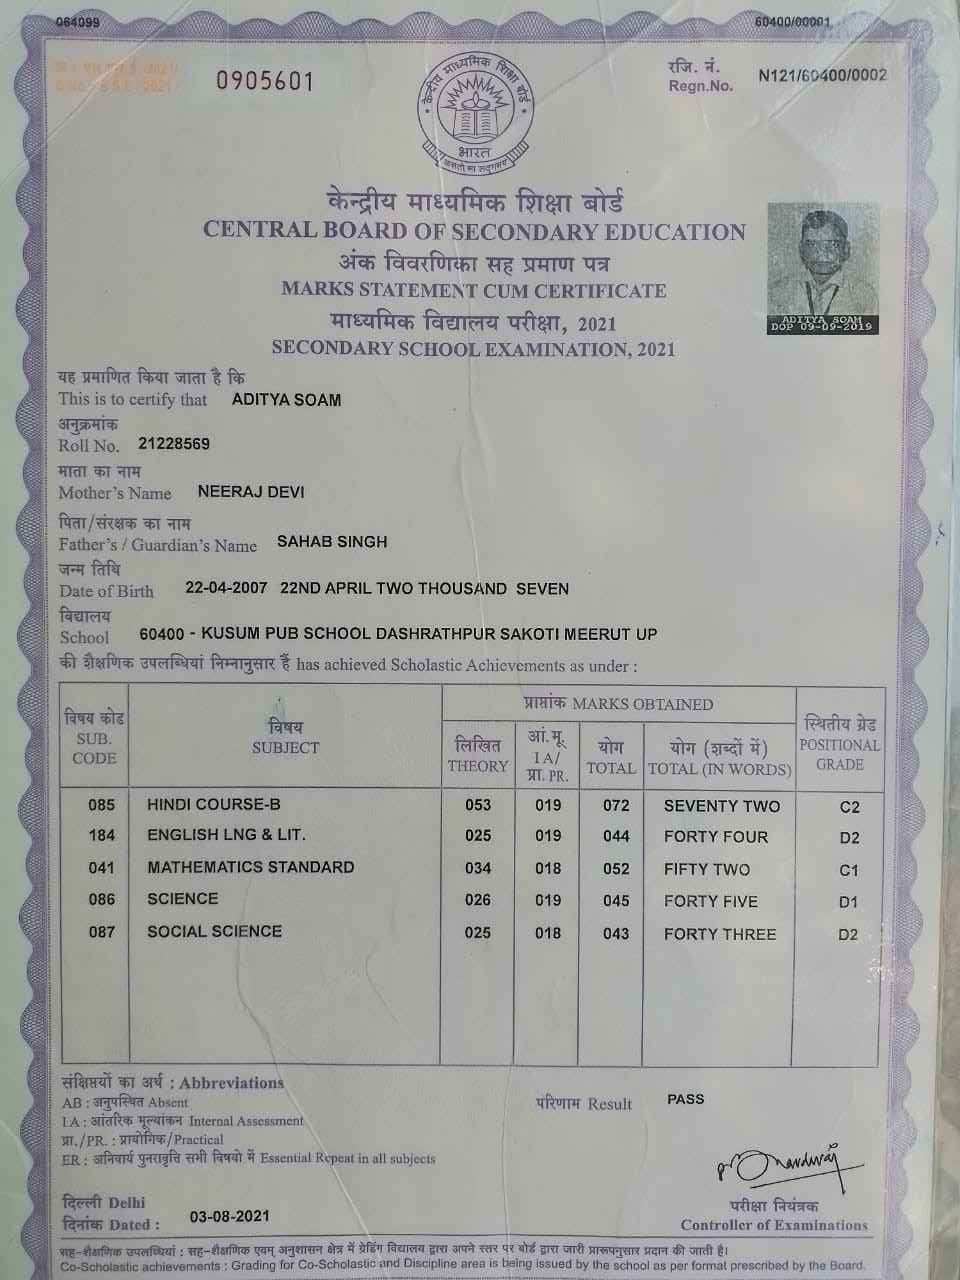 064099
60400/00001
0905601
रजि. नं.
Regn.No. N121/60400/0002
केन्द्रीय माध्यमिक शिक्षा बोर्ड
भारत
असतो मा सद्गमय
केन्द्रीय माध्यमिक शिक्षा बोर्ड
CENTRAL BOARD OF SECONDARY EDUCATION
अंक विवरणिका सह प्रमाण पत्र
MARKS STATEMENT CUM CERTIFICATE
माध्यमिक विद्यालय परीक्षा, 2021
SECONDARY SCHOOL EXAMINATION, 2021
ADITYA SOAM
DOP 09-09-2019
यह प्रमाणित किया जाता है कि
This is to certify that ADITYA SOAM
अनुक्रमांक
Roll No. 21228569
माता का नाम
Mother's Name NEERAJ DEVI
पिता/संरक्षक का नाम
Father's / Guardian's Name SAHAB SINGH
जन्म तिथि
Date of Birth 22-04-2007 22ND APRIL TWO THOUSAND SEVEN
विद्यालय
School 60400 - KUSUM PUB SCHOOL DASHRATHPUR SAKOTI MEERUT UP
की शैक्षणिक उपलब्धियां निम्नानुसार हैं has achieved Scholastic Achievements as under :
विषय कोड
SUB.
CODE
विषय
SUBJECT
प्राप्तांक MARKS OBTAINED
लिखित
THEORY
आं.मू.
I A/
प्रा. PR.
योग
TOTAL
योग (शब्दों में)
TOTAL (IN WORDS)
स्थितीय ग्रेड
POSITIONAL
GRADE
085 HINDI COURSE-B 053 019 072 SEVENTY TWO C2
184 ENGLISH LNG & LIT. 025 019 044 FORTY FOUR D2
041 MATHEMATICS STANDARD 034 018 052 FIFTY TWO C1
086 SCIENCE 026 019 045 FORTY FIVE D1
087 SOCIAL SCIENCE 025 018 043 FORTY THREE D2
संक्षिप्तियों का अर्थ : Abbreviations
AB : अनुपस्थित Absent
I A : आंतरिक मूल्यांकन Internal Assessment
प्रा./PR. : प्रायोगिक/Practical
ER : अनिवार्य पुनरावृत्ति सभी विषयो में Essential Repeat in all subjects
परिणाम Result PASS
दिल्ली Delhi
दिनांक Dated : 03-08-2021
परीक्षा नियंत्रक
Controller of Examinations
सह-शैक्षणिक उपलब्धियां : सह-शैक्षणिक एवम् अनुशासन क्षेत्र में ग्रेडिंग विद्यालय द्वारा अपने स्तर पर बोर्ड द्वारा जारी प्रारूपनुसार प्रदान की जाती है।
Co-Scholastic achievements : Grading for Co-Scholastic and Discipline area is being issued by the school as per format prescribed by the Board.